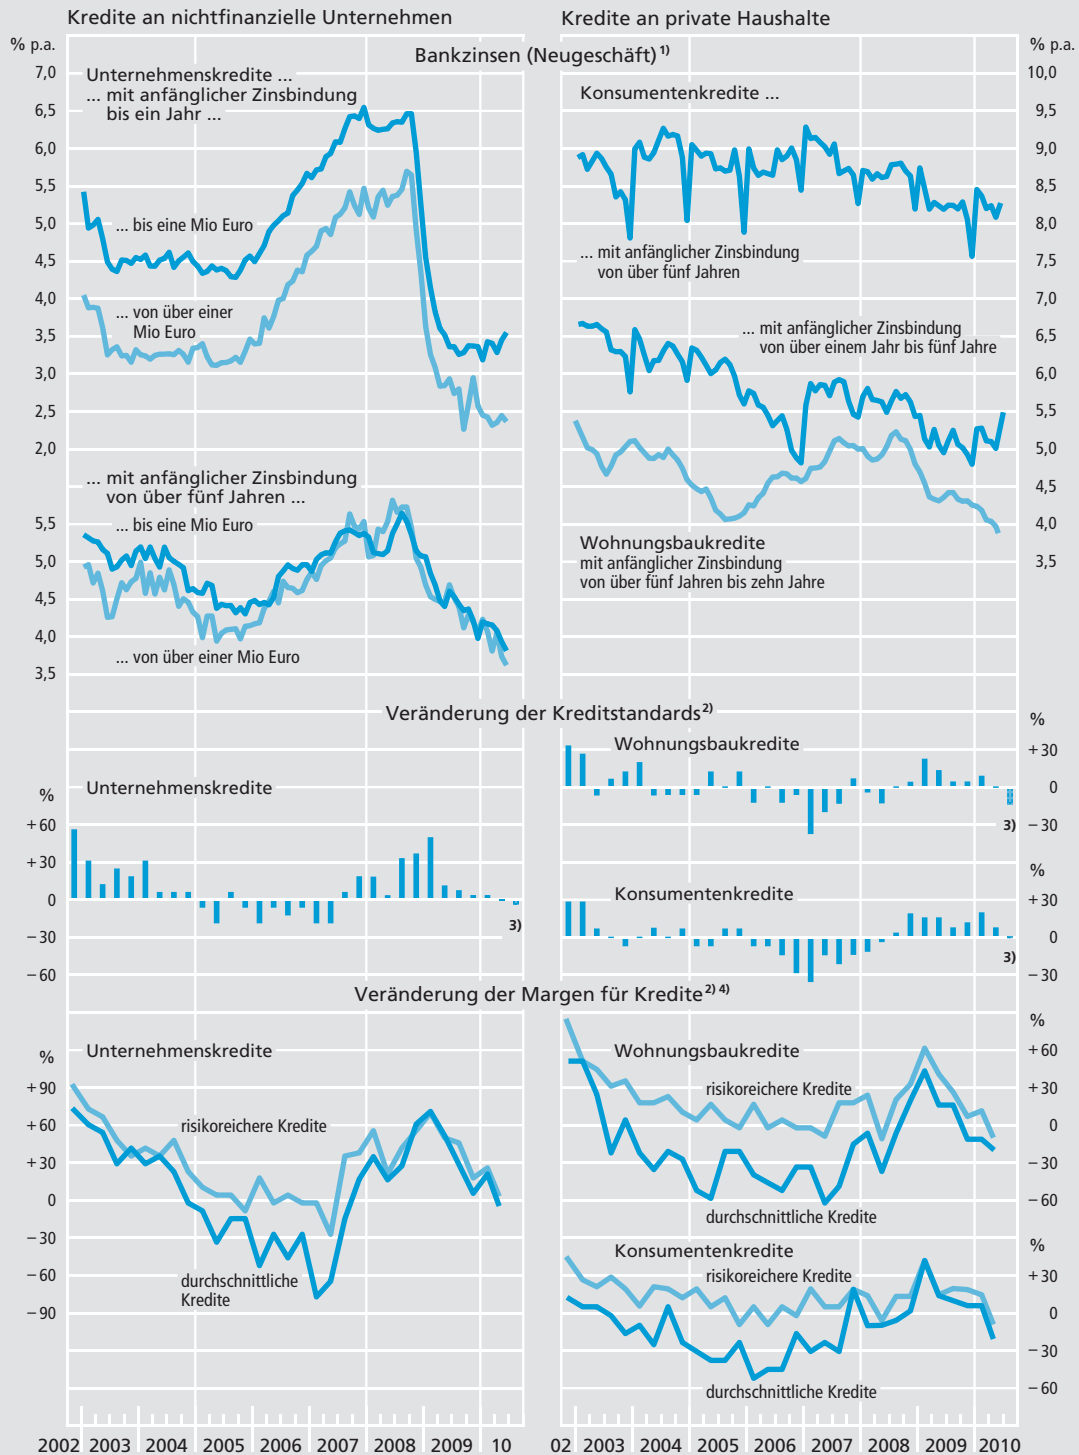 Kredite an nichtfinanzielle Unternehmen
Kredite an private Haushalte
% p.a.
Bankzinsen (Neugeschäft) 1)
% p.a.
7,0
6,5
6,0
5,5
5,0
4,5
4,0
3,5
3,0
2,5
2,0
Unternehmenskredite ...
... mit anfänglicher Zinsbindung
bis ein Jahr ...
... bis eine Mio Euro
... von über einer
Mio Euro
... mit anfänglicher Zinsbindung
von über fünf Jahren ...
... bis eine Mio Euro
5,5
5,0
4,5
4,0
3,5
... von über einer Mio Euro
10,0
9,5
9,0
8,5
8,0
7,5
7,0
6,5
6,0
5,5
5,0
4,5
4,0
3,5
Konsumentenkredite ...
... mit anfänglicher Zinsbindung
von über fünf Jahren
... mit anfänglicher Zinsbindung
von über einem Jahr bis fünf Jahre
Wohnungsbaukredite
mit anfänglicher Zinsbindung
von über fünf Jahren bis zehn Jahre
Veränderung der Kreditstandards 2)
%
Unternehmenskredite
+ 60
+ 30
0
− 30
− 60
3)
%
Wohnungsbaukredite
+ 30
0
− 30
3)
%
Konsumentenkredite
+ 30
0
− 30
3)
Veränderung der Margen für Kredite 2) 4)
%
Unternehmenskredite
+ 90
+ 60
+ 30
0
− 30
− 60
− 90
risikoreichere Kredite
durchschnittliche
Kredite
%
Wohnungsbaukredite
+ 60
+ 30
0
− 30
− 60
risikoreichere Kredite
durchschnittliche Kredite
%
Konsumentenkredite
risikoreichere Kredite
+ 30
0
− 30
− 60
durchschnittliche Kredite
2002 2003 2004 2005 2006 2007 2008 2009 10
02 2003 2004 2005 2006 2007 2008 2009 2010